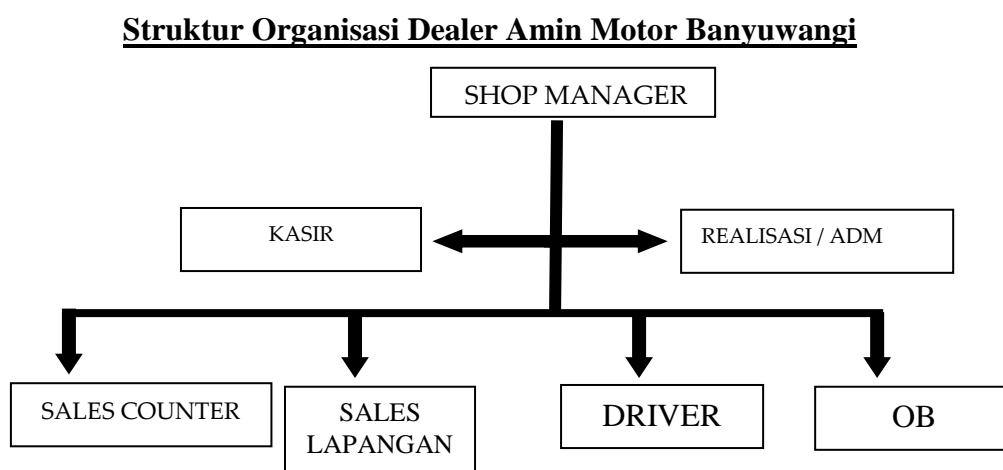 Struktur Organisasi Dealer Amin Motor Banyuwangi
SHOP MANAGER
KASIR
REALISASI / ADM
SALES COUNTER
SALES
LAPANGAN
DRIVER
OB